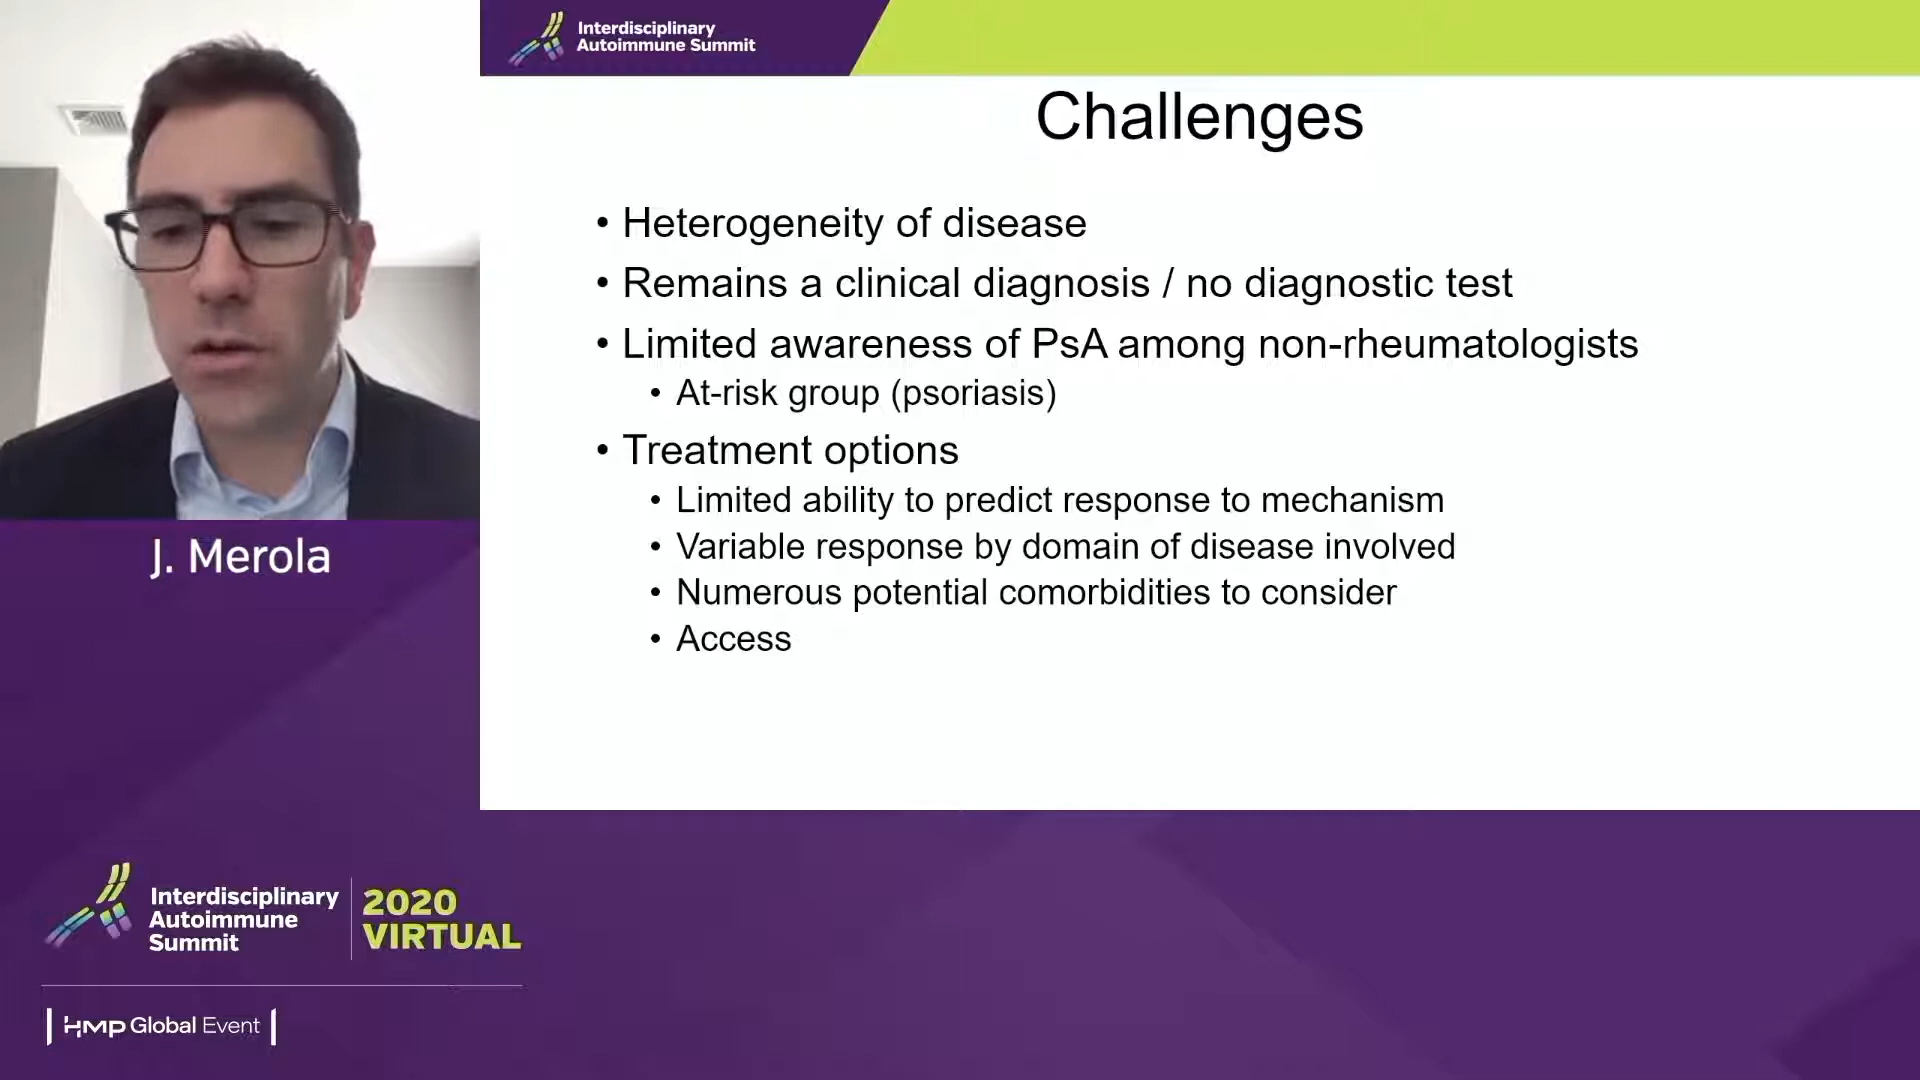 Interdisciplinary
Autoimmune Summit
Challenges
• Heterogeneity of disease
• Remains a clinical diagnosis / no diagnostic test
• Limited awareness of PsA among non-rheumatologists
• At-risk group (psoriasis)
• Treatment options
• Limited ability to predict response to mechanism
• Variable response by domain of disease involved
• Numerous potential comorbidities to consider
• Access
J. Merola
Interdisciplinary
Autoimmune
Summit
2020
VIRTUAL
HMP Global Event